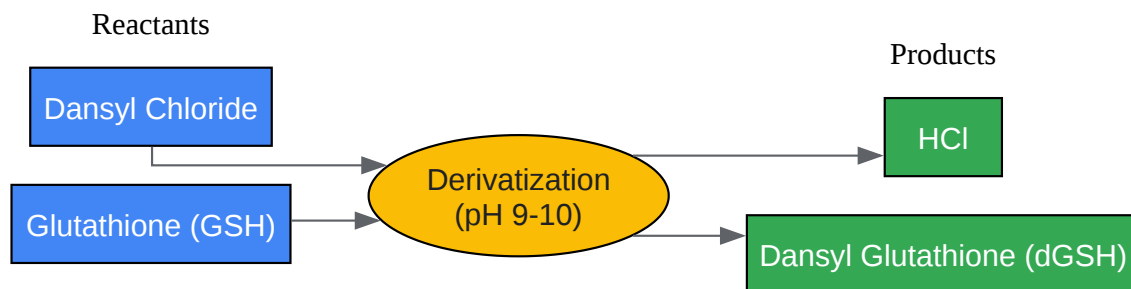 Reactants
Dansyl Chloride
Glutathione (GSH)
Derivatization
(pH 9-10)
Products
HCl
Dansyl Glutathione (dGSH)